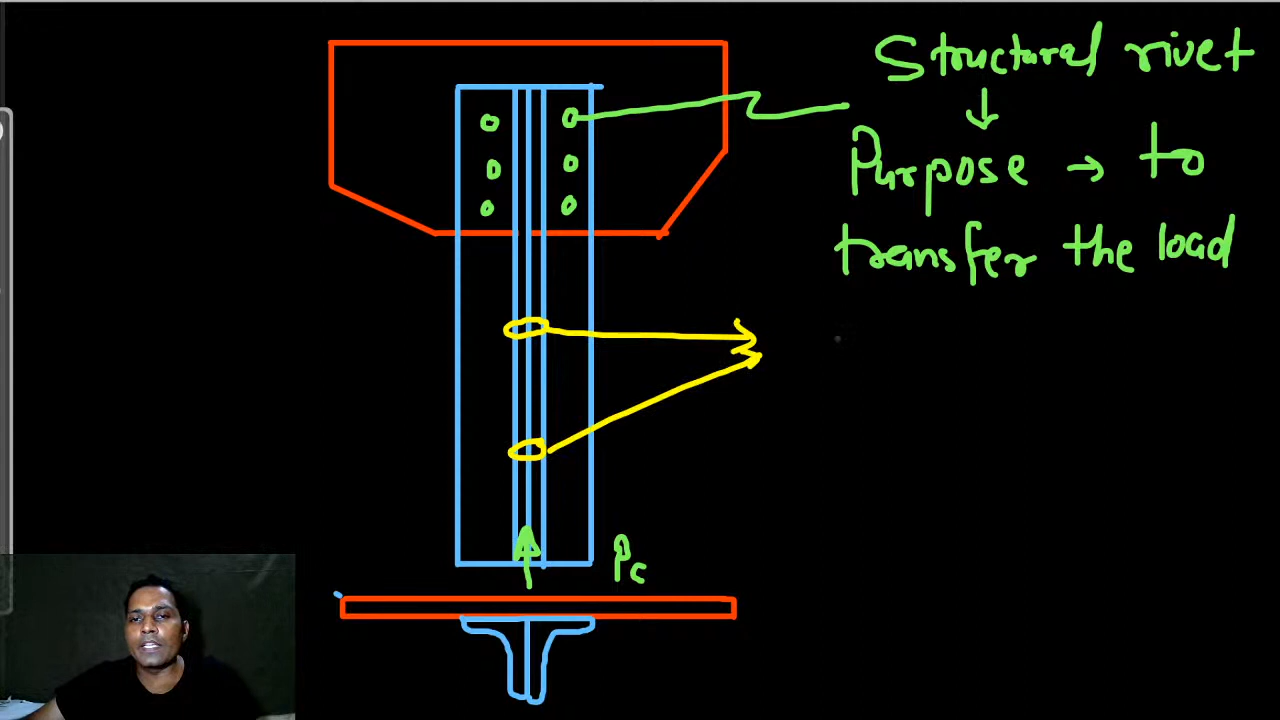 Structural rivet
↓
Purpose → to
transfer the load
Pc